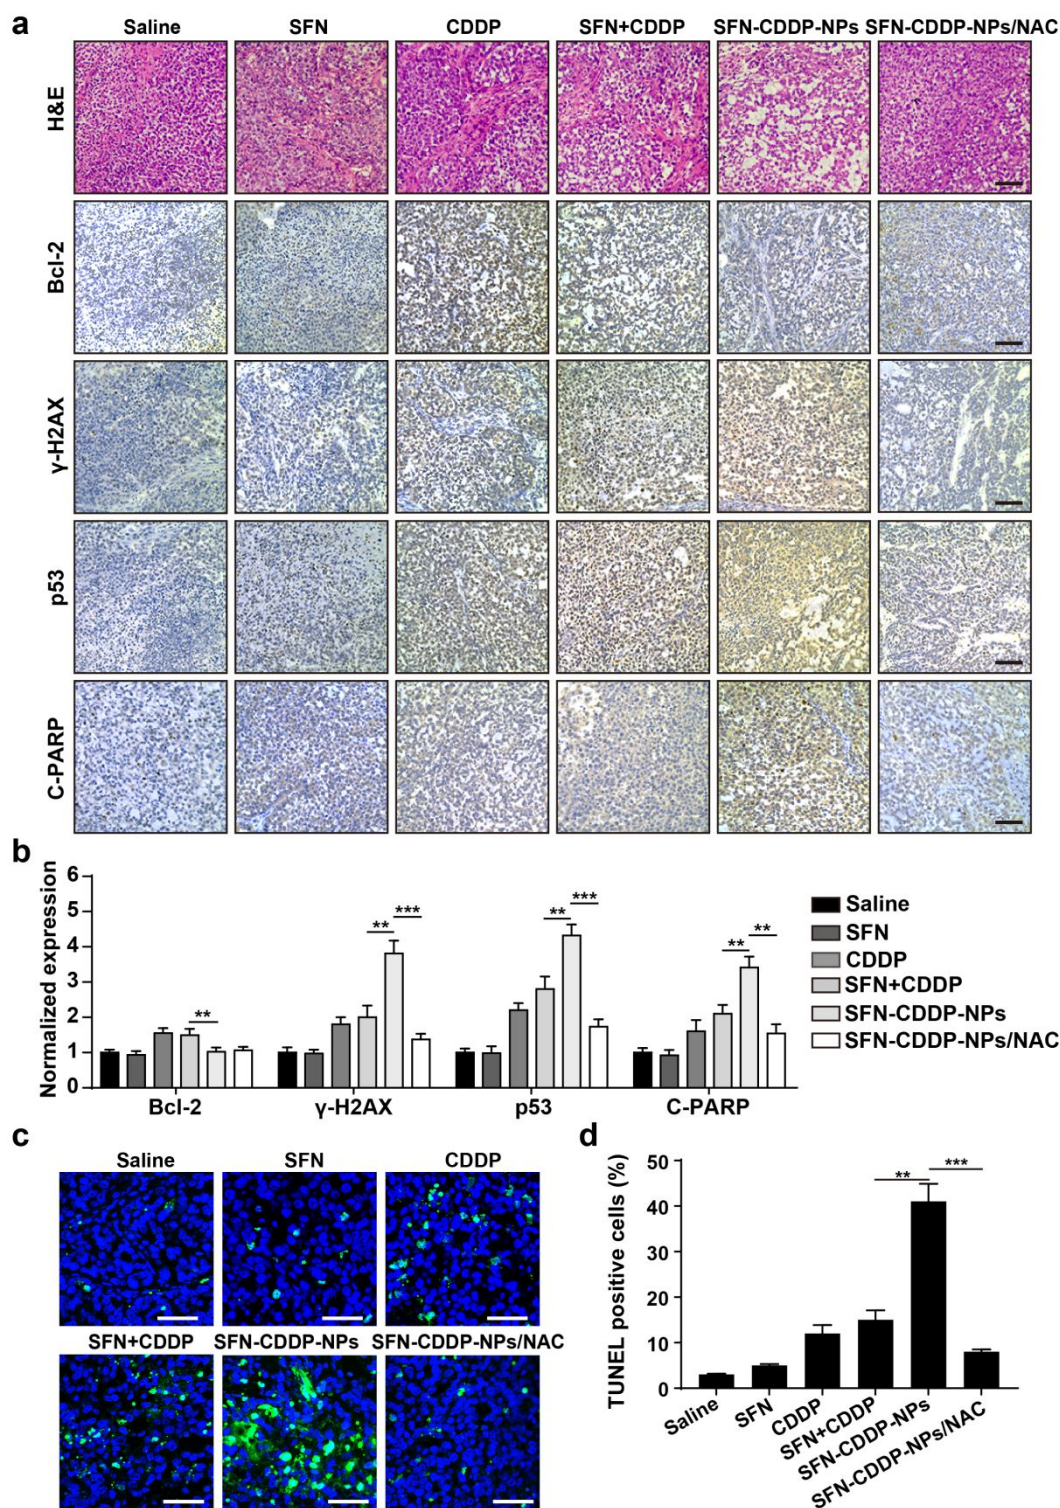 a
Saline SFN CDDP SFN+CDDP SFN-CDDP-NPs SFN-CDDP-NPs/NAC
H&E
Bcl-2
γ-H2AX
p53
C-PARP
b
Normalized expression
6
5
4
3
2
1
0
** *** ** *** ** ** **
Bcl-2 γ-H2AX p53 C-PARP
Saline
SFN
CDDP
SFN+CDDP
SFN-CDDP-NPs
SFN-CDDP-NPs/NAC
c
Saline SFN CDDP
SFN+CDDP SFN-CDDP-NPs SFN-CDDP-NPs/NAC
d
TUNEL positive cells (%)
50
40
30
20
10
0
** ***
Saline
SFN
CDDP
SFN+CDDP
SFN-CDDP-NPs
SFN-CDDP-NPs/NAC